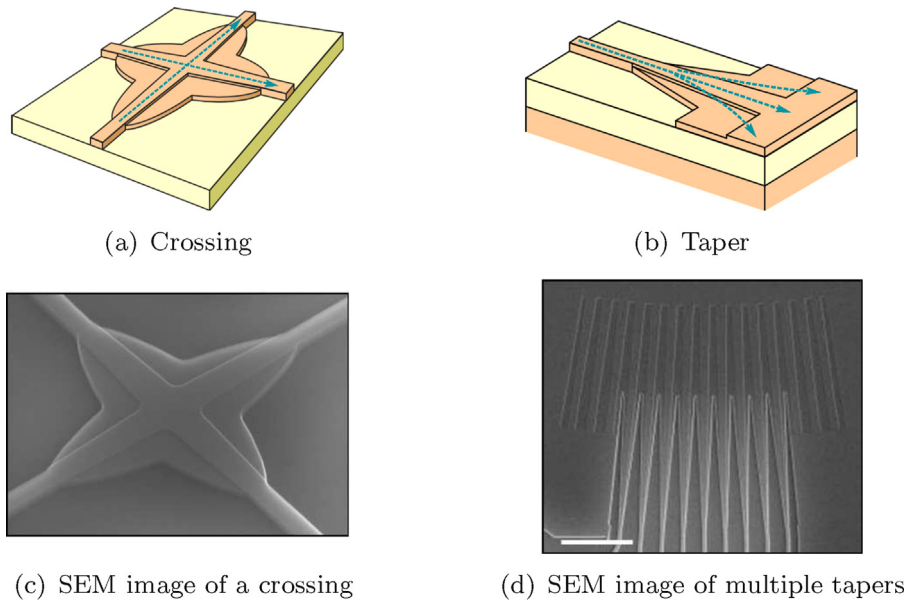 (a) Crossing
(b) Taper
(c) SEM image of a crossing
(d) SEM image of multiple tapers